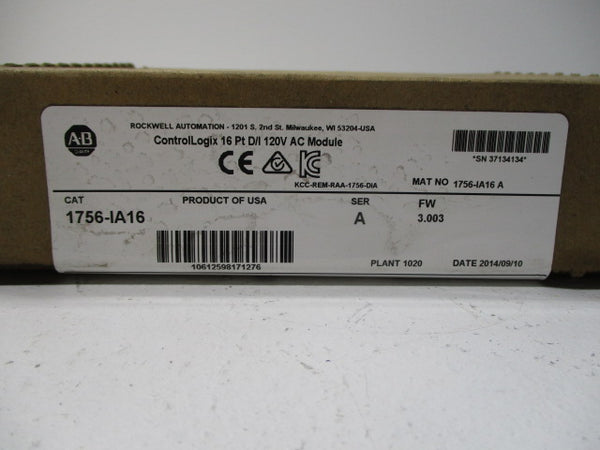 ROCKWELL AUTOMATION - 1201 S. 2nd St. Milwaukee, WI 53204-USA
ControlLogix 16 Pt D/I 120V AC Module
AB
CE
KCC-REM-RAA-1756-DIA
*SN 37134134*
MAT NO 1756-IA16 A
CAT
1756-IA16
PRODUCT OF USA
SER
A
FW
3.003
10612598171276
PLANT 1020
DATE 2014/09/10